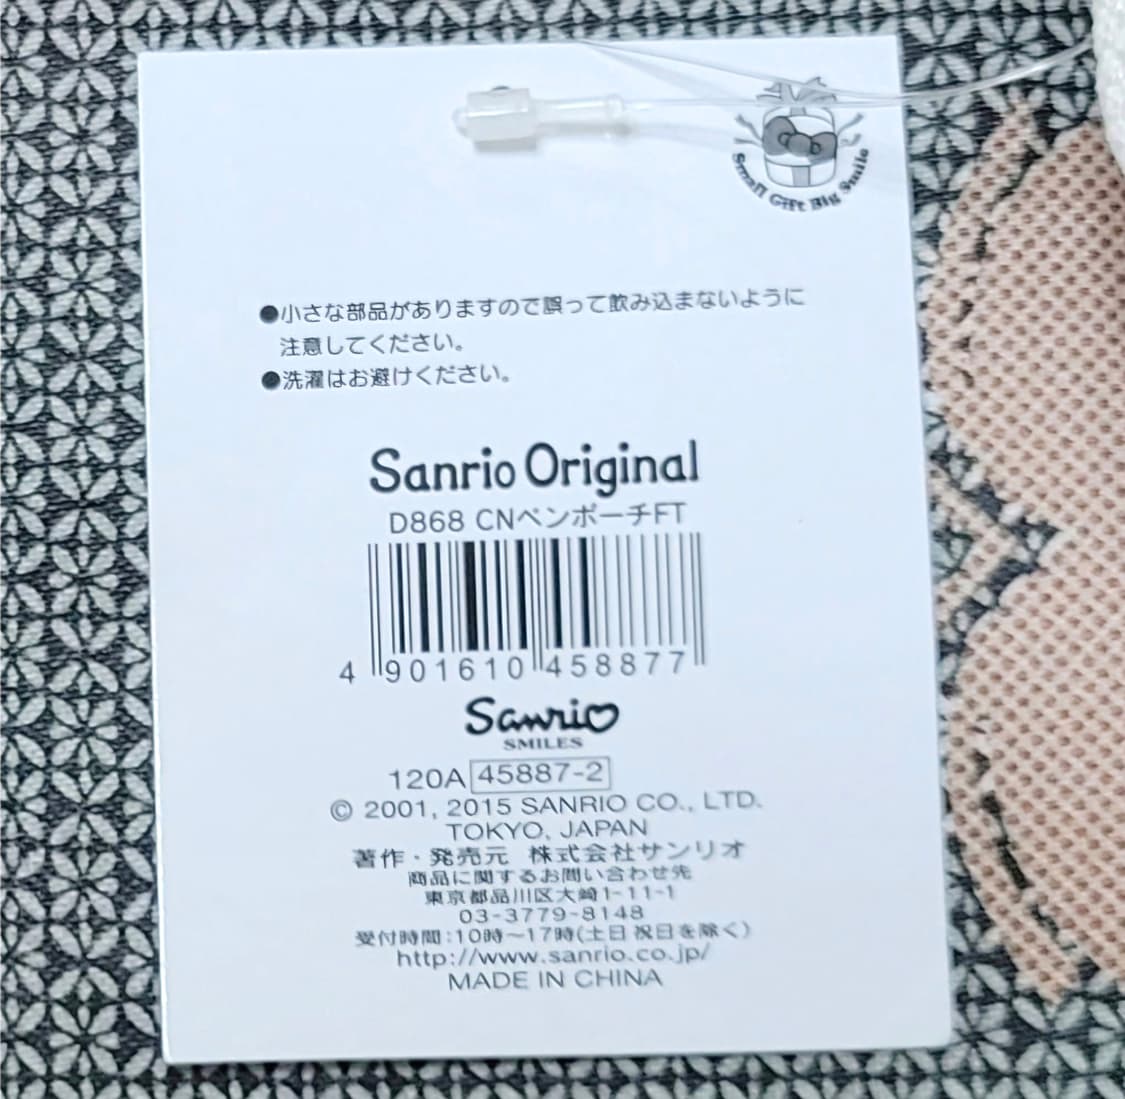 Small Gift Big Smile
●小さな部品がありますので誤って飲み込まないように
注意してください。
●洗濯はお避けください。
Sanrio Original
D868 CNペンポーチFT
4 901610 458877
Sanrio
SMILES
120A 45887-2
© 2001, 2015 SANRIO CO., LTD.
TOKYO, JAPAN
著作・発売元 株式会社サンリオ
商品に関するお問い合わせ先
東京都品川区大崎1-11-1
03-3779-8148
受付時間:10時~17時(土日祝日を除く)
http://www.sanrio.co.jp/
MADE IN CHINA